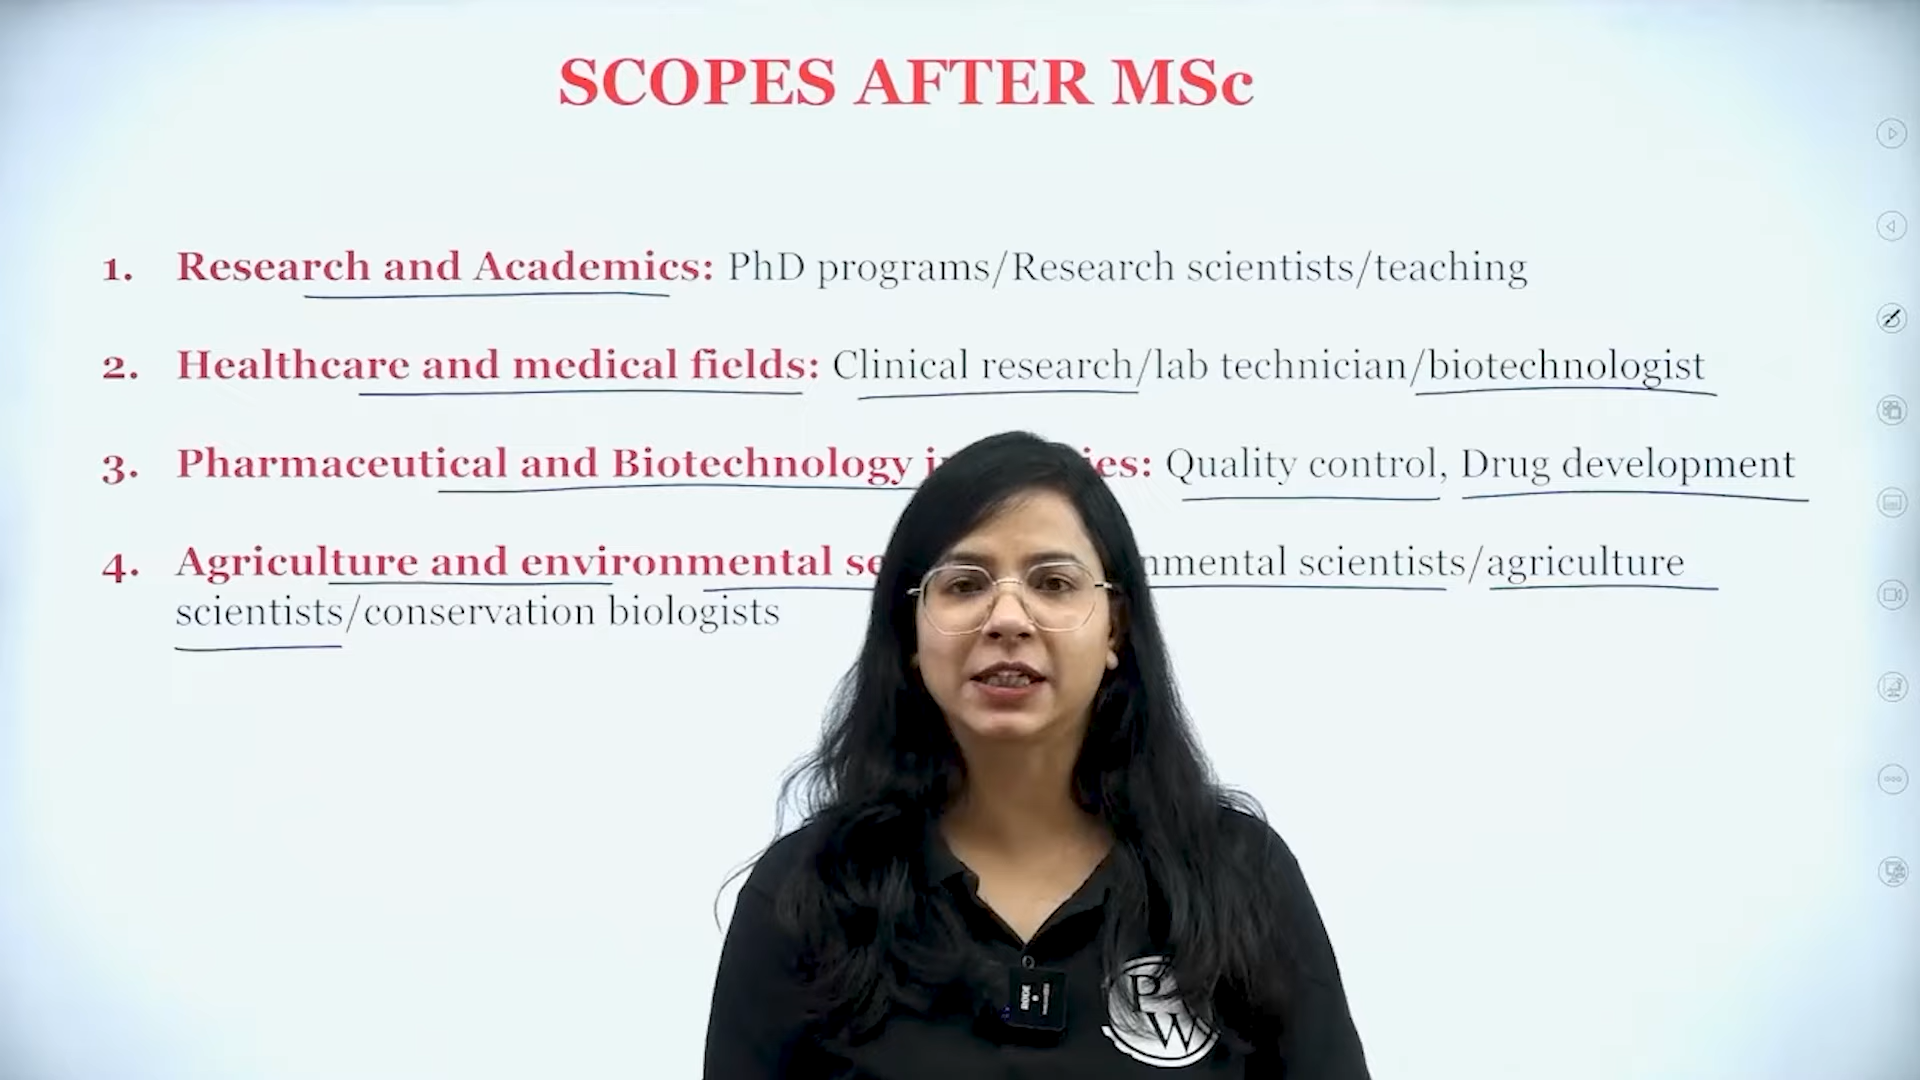 SCOPES AFTER MSc
1. Research and Academics: PhD programs/Research scientists/teaching
2. Healthcare and medical fields: Clinical research/lab technician/biotechnologist
3. Pharmaceutical and Biotechnology Quality control, Drug development
4. Agriculture and environmental scientists/agriculture
scientists/conservation biologists
RODE
PW